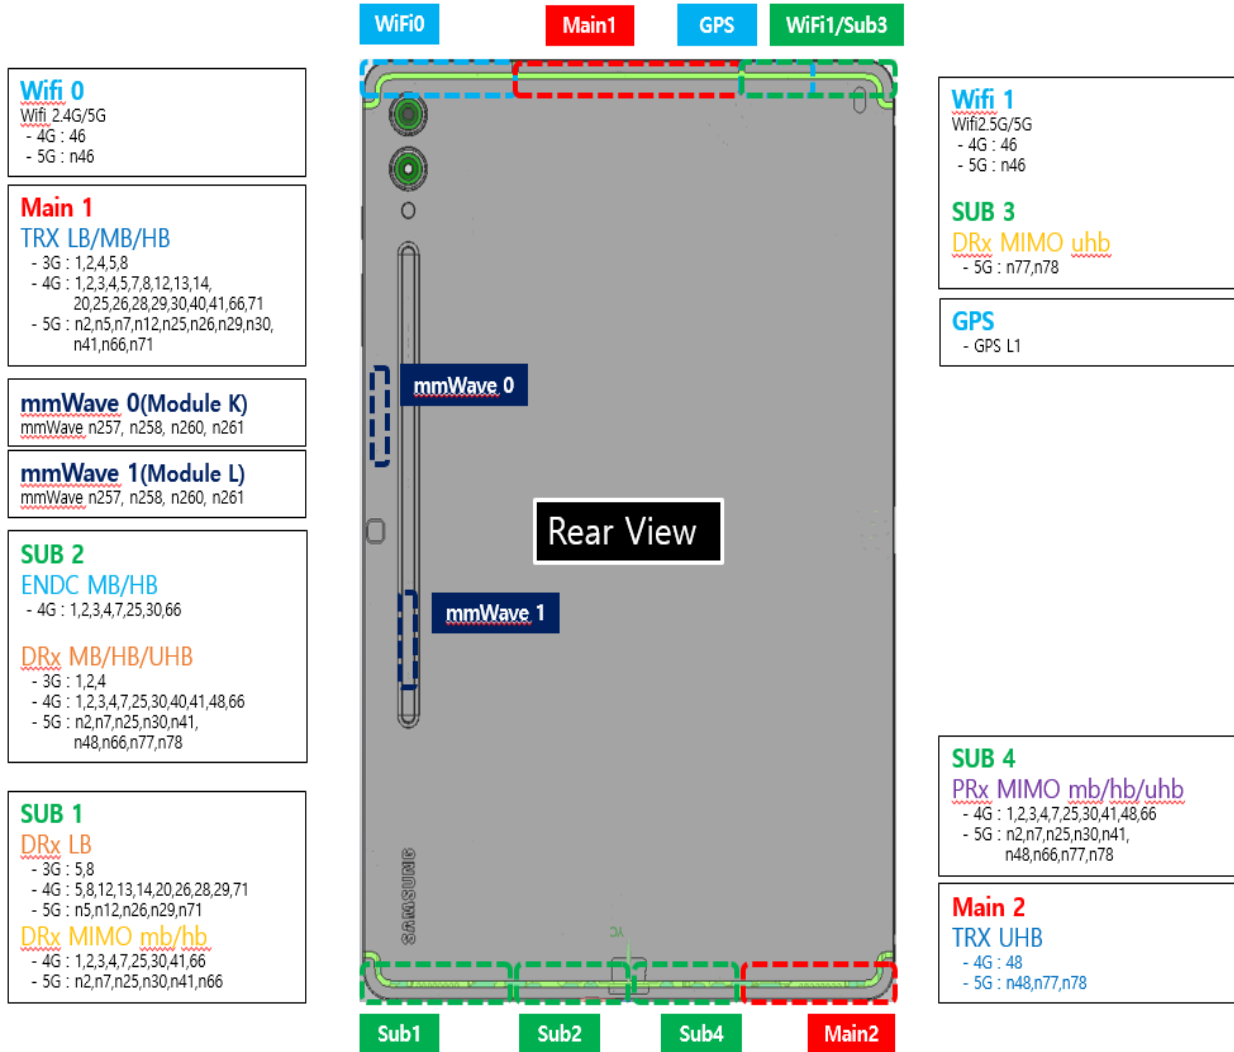 WiFi0
Main1
GPS
WiFi1/Sub3
Wifi 0
Wifi 2.4G/5G
- 4G : 46
- 5G : n46
Main 1
TRX LB/MB/HB
- 3G : 1,2,4,5,8
- 4G : 1,2,3,4,5,7,8,12,13,14,
20,25,26,28,29,30,40,41,66,71
- 5G : n2,n5,n7,n12,n25,n26,n29,n30,
n41,n66,n71
mmWave 0(Module K)
mmWave n257, n258, n260, n261
mmWave 1(Module L)
mmWave n257, n258, n260, n261
SUB 2
ENDC MB/HB
- 4G : 1,2,3,4,7,25,30,66
DRx MB/HB/UHB
- 3G : 1,2,4
- 4G : 1,2,3,4,7,25,30,40,41,48,66
- 5G : n2,n7,n25,n30,n41,
n48,n66,n77,n78
SUB 1
DRx LB
- 3G : 5,8
- 4G : 5,8,12,13,14,20,26,28,29,71
- 5G : n5,n12,n26,n29,n71
DRx MIMO mb/hb
- 4G : 1,2,3,4,7,25,30,41,66
- 5G : n2,n7,n25,n30,n41,n66
mmWave 0
Rear View
mmWave 1
SAMSUNG
YC
Wifi 1
Wifi2.5G/5G
- 4G : 46
- 5G : n46
SUB 3
DRx MIMO uhb
- 5G : n77,n78
GPS
- GPS L1
SUB 4
PRx MIMO mb/hb/uhb
- 4G : 1,2,3,4,7,25,30,41,48,66
- 5G : n2,n7,n25,n30,n41,
n48,n66,n77,n78
Main 2
TRX UHB
- 4G : 48
- 5G : n48,n77,n78
Sub1
Sub2
Sub4
Main2